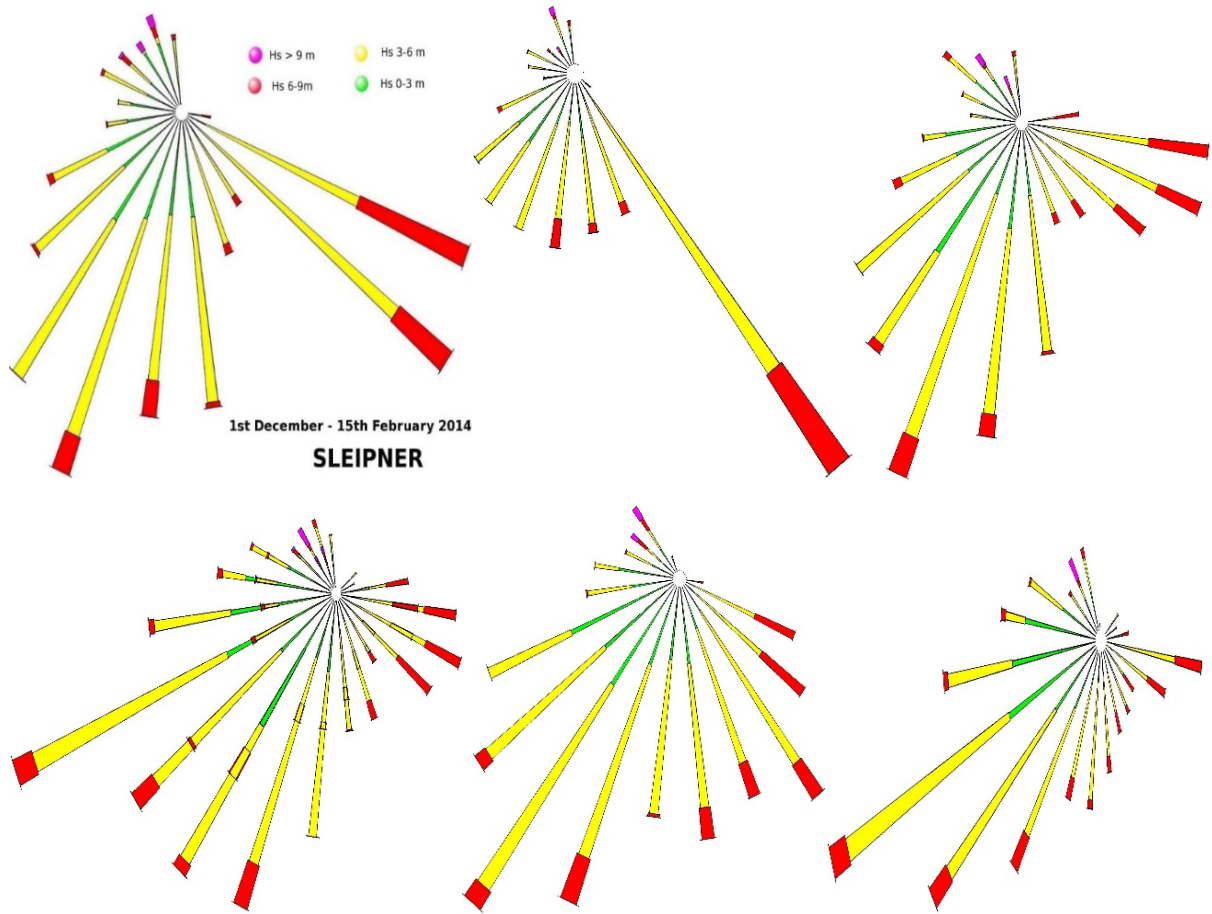 Hs > 9 m
Hs 3-6 m
Hs 6-9m
Hs 0-3 m
1st December - 15th February 2014
SLEIPNER